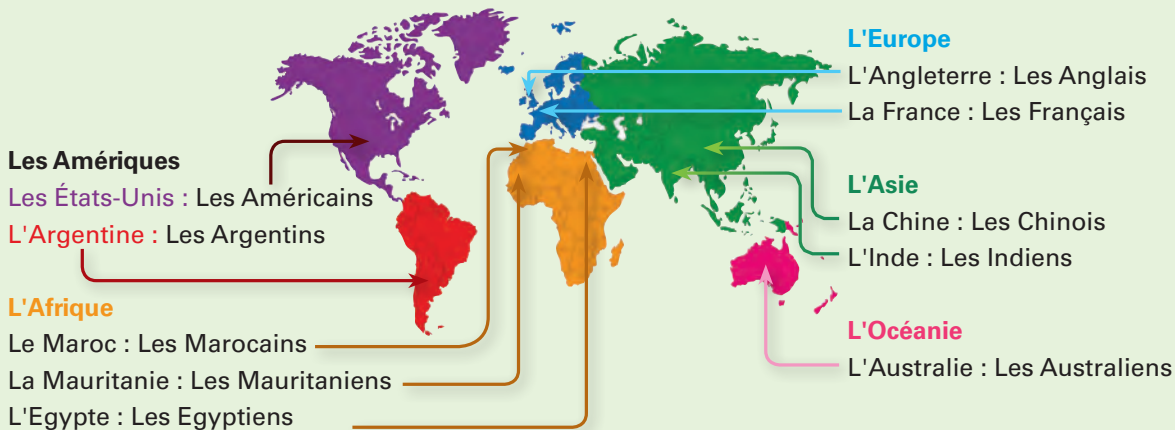 Les Amériques
Les États-Unis : Les Américains
L'Argentine : Les Argentins
L'Afrique
Le Maroc : Les Marocains
La Mauritanie : Les Mauritaniens
L'Egypte : Les Egyptiens
L'Europe
L'Angleterre : Les Anglais
La France : Les Français
L'Asie
La Chine : Les Chinois
L'Inde : Les Indiens
L'Océanie
L'Australie : Les Australiens